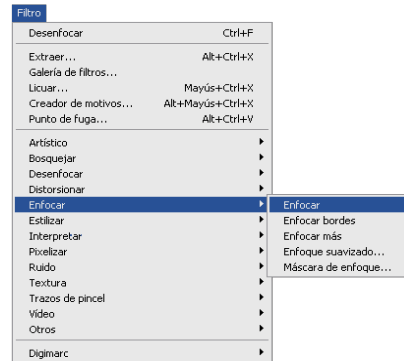 Filtro
Desenfocar Ctrl+F
Extraer... Alt+Ctrl+X
Galería de filtros...
Licuar... Mayús+Ctrl+X
Creador de motivos... Alt+Mayús+Ctrl+X
Punto de fuga... Alt+Ctrl+V
Artístico
Bosquejar
Desenfocar
Distorsionar
Enfocar
Estilizar
Interpretar
Pixelizar
Ruido
Textura
Trazos de pincel
Vídeo
Otros
Digimarc
Enfocar
Enfocar bordes
Enfocar más
Enfoque suavizado...
Máscara de enfoque...